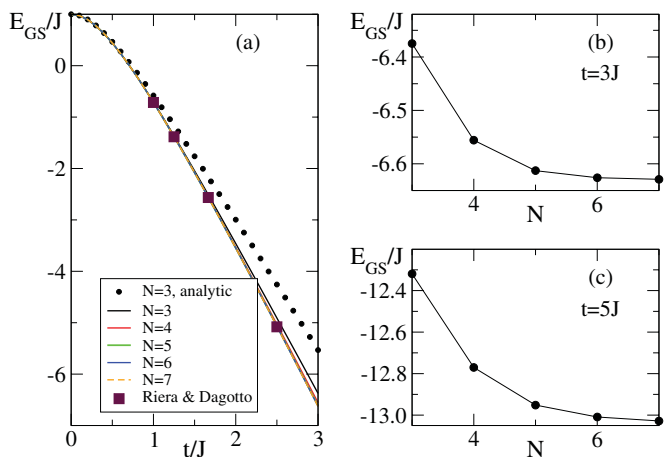 E_GS/J
(a)
0
-2
-4
-6
N=3, analytic
N=3
N=4
N=5
N=6
N=7
Riera & Dagotto
0 1 2 3
t/J
E_GS/J
(b)
-6.4
t=3J
-6.5
-6.6
4 6
N
E_GS/J
(c)
-12.4
t=5J
-12.6
-12.8
-13.0
4 6
N